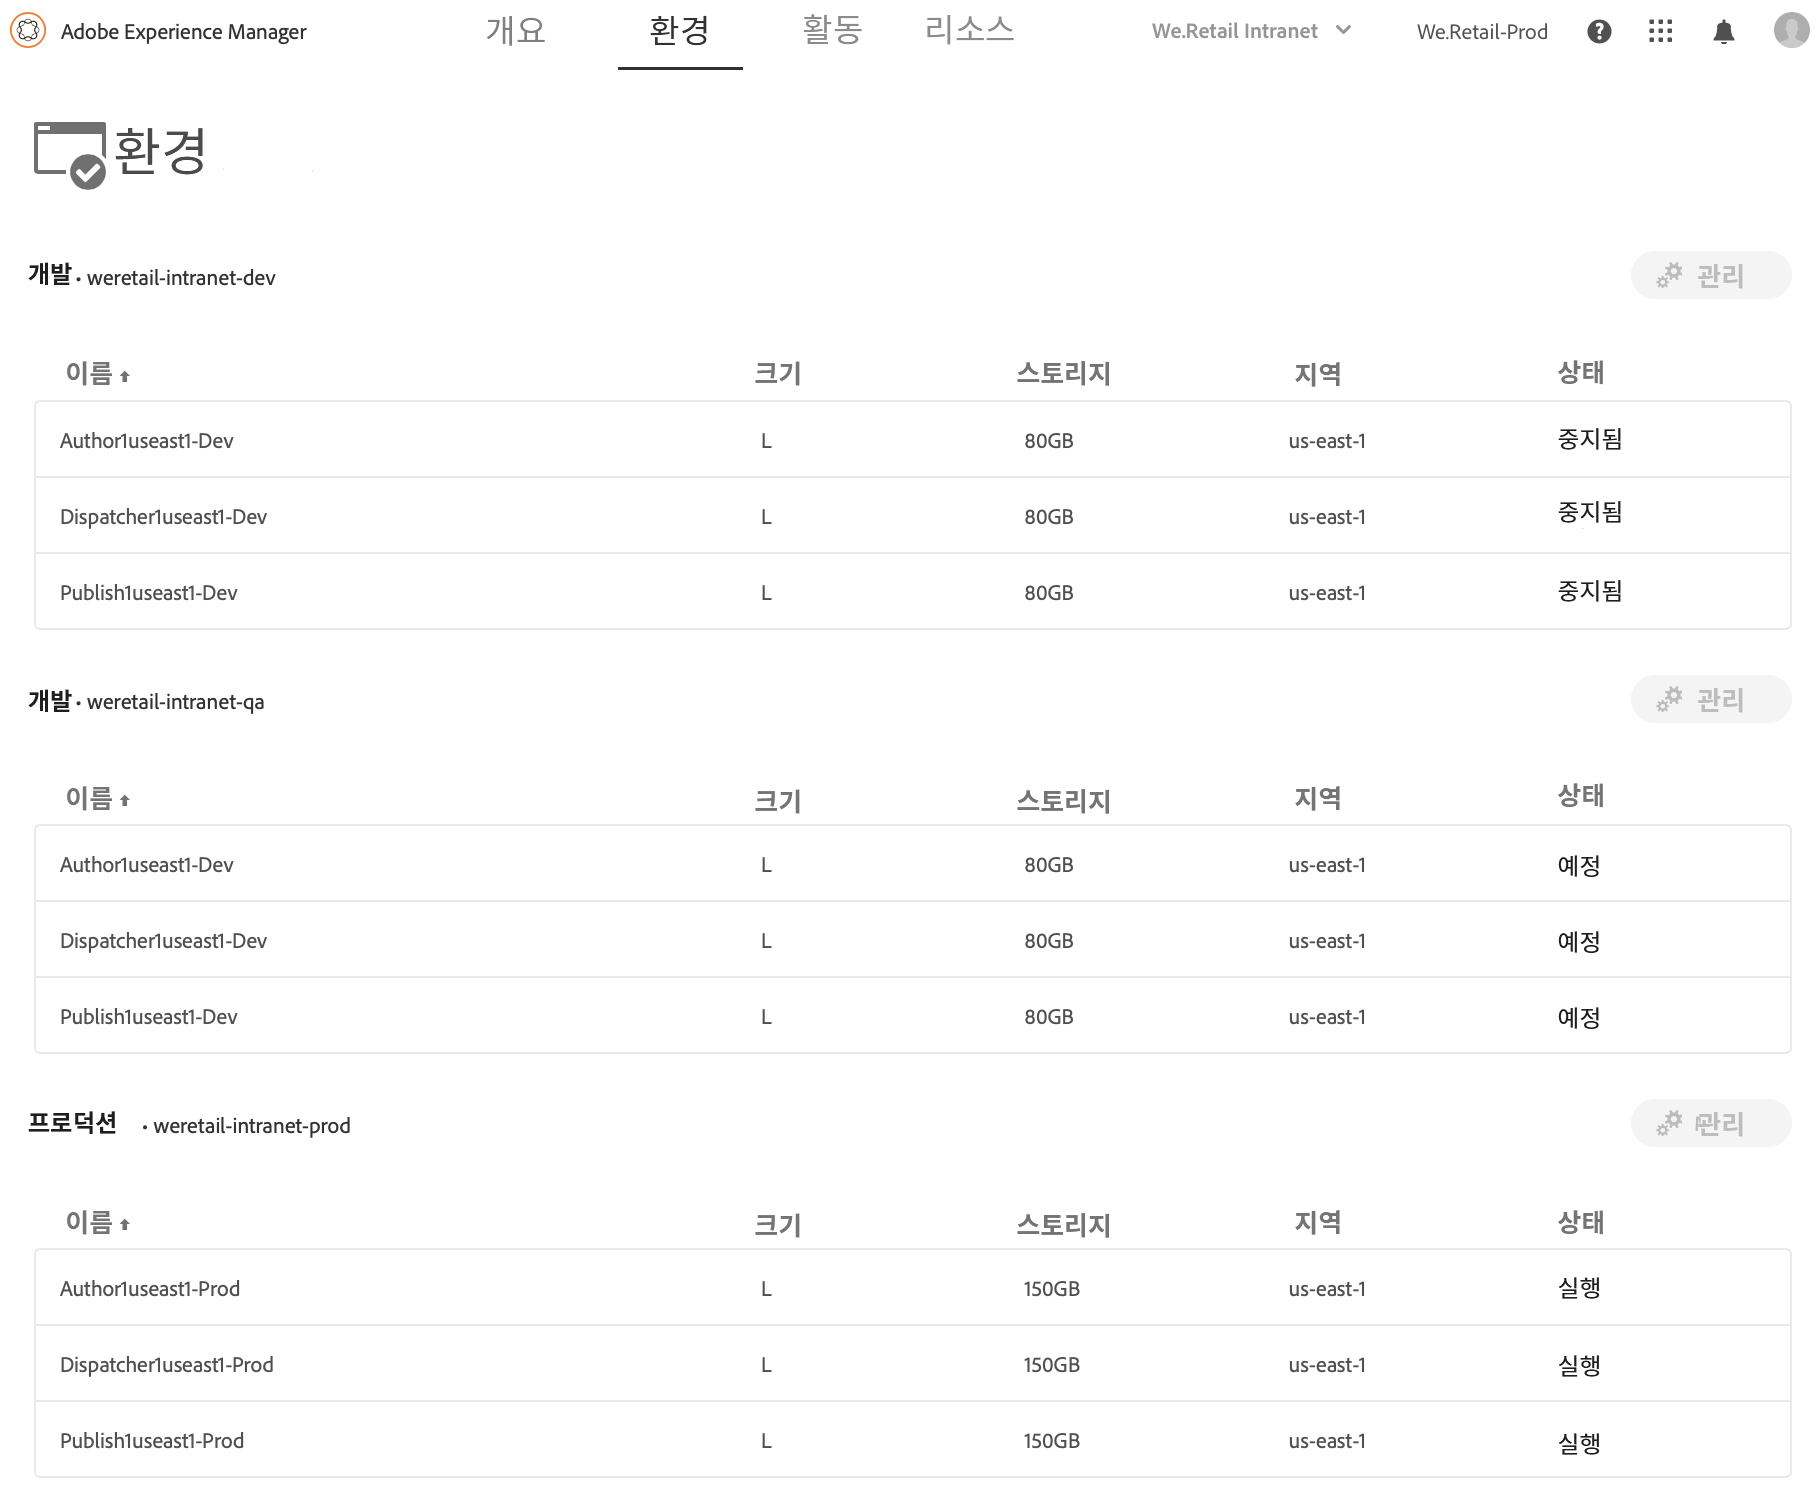 Adobe Experience Manager 개요 환경 활동 리소스 We.Retail Intranet We.Retail-Prod
환경
개발 · weretail-intranet-dev 관리
이름 크기 스토리지 지역 상태
Author1useast1-Dev L 80GB us-east-1 중지됨
Dispatcher1useast1-Dev L 80GB us-east-1 중지됨
Publish1useast1-Dev L 80GB us-east-1 중지됨
개발 · weretail-intranet-qa 관리
이름 크기 스토리지 지역 상태
Author1useast1-Dev L 80GB us-east-1 예정
Dispatcher1useast1-Dev L 80GB us-east-1 예정
Publish1useast1-Dev L 80GB us-east-1 예정
프로덕션 · weretail-intranet-prod 관리
이름 크기 스토리지 지역 상태
Author1useast1-Prod L 150GB us-east-1 실행
Dispatcher1useast1-Prod L 150GB us-east-1 실행
Publish1useast1-Prod L 150GB us-east-1 실행